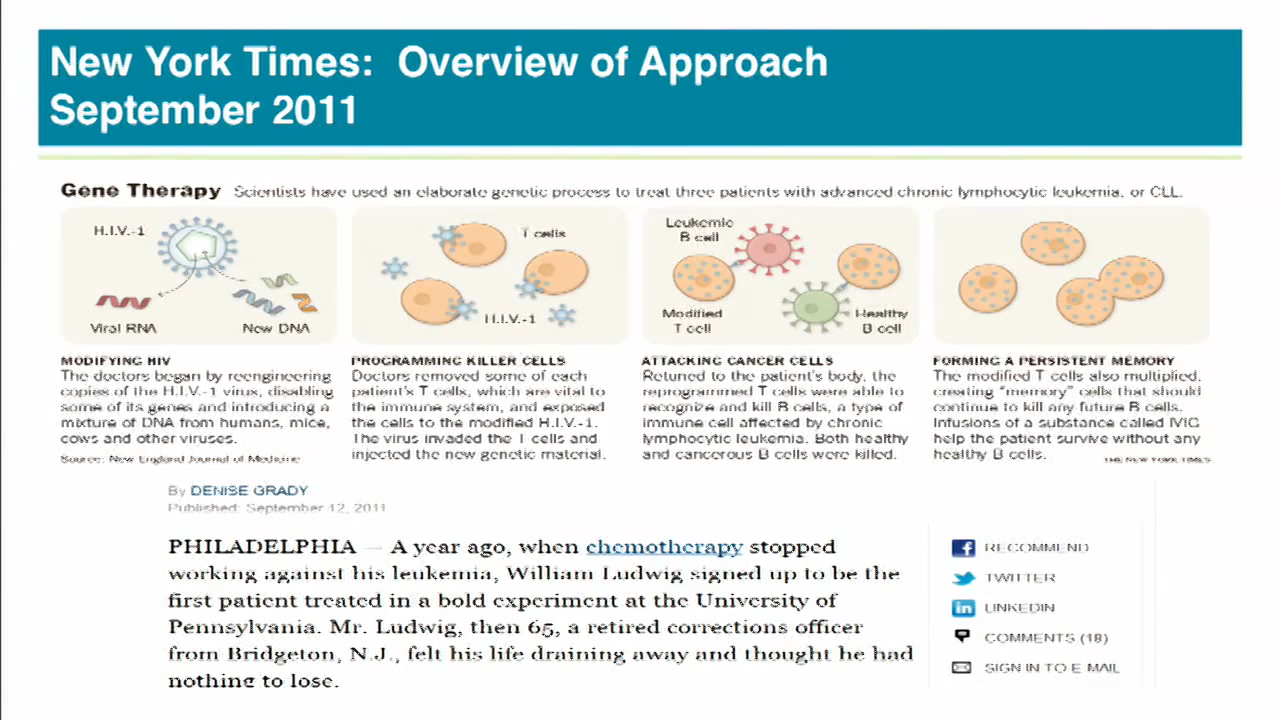 New York Times: Overview of Approach
September 2011
Gene Therapy Scientists have used an elaborate genetic process to treat three patients with advanced chronic lymphocytic leukemia, or CLL.
H.I.V.-1
Viral RNA
New DNA
T cells
H.I.V.-1
Leukemic
B cell
Modified
T cell
Healthy
B cell
MODIFYING HIV
The doctors began by reengineering
copies of the H.I.V.-1 virus, disabling
some of its genes and introducing a
mixture of DNA from humans, mice,
cows and other viruses.
Source: New England Journal of Medicine
PROGRAMMING KILLER CELLS
Doctors removed some of each
patient's T cells, which are vital to
the immune system, and exposed
the cells to the modified H.I.V.-1.
The virus invaded the T cells and
injected the new genetic material.
ATTACKING CANCER CELLS
Retuned to the patient's body, the
reprogrammed T cells were able to
recognize and kill B cells, a type of
immune cell affected by chronic
lymphocytic leukemia. Both healthy
and cancerous B cells were killed.
FORMING A PERSISTENT MEMORY
The modified T cells also multiplied,
creating "memory" cells that should
continue to kill any future B cells.
Infusions of a substance called IVIG
help the patient survive without any
healthy B cells.
THE NEW YORK TIMES
By DENISE GRADY
Published: September 12, 2011
PHILADELPHIA — A year ago, when chemotherapy stopped
working against his leukemia, William Ludwig signed up to be the
first patient treated in a bold experiment at the University of
Pennsylvania. Mr. Ludwig, then 65, a retired corrections officer
from Bridgeton, N.J., felt his life draining away and thought he had
nothing to lose.
RECOMMEND
TWITTER
LINKEDIN
COMMENTS (18)
SIGN IN TO E-MAIL